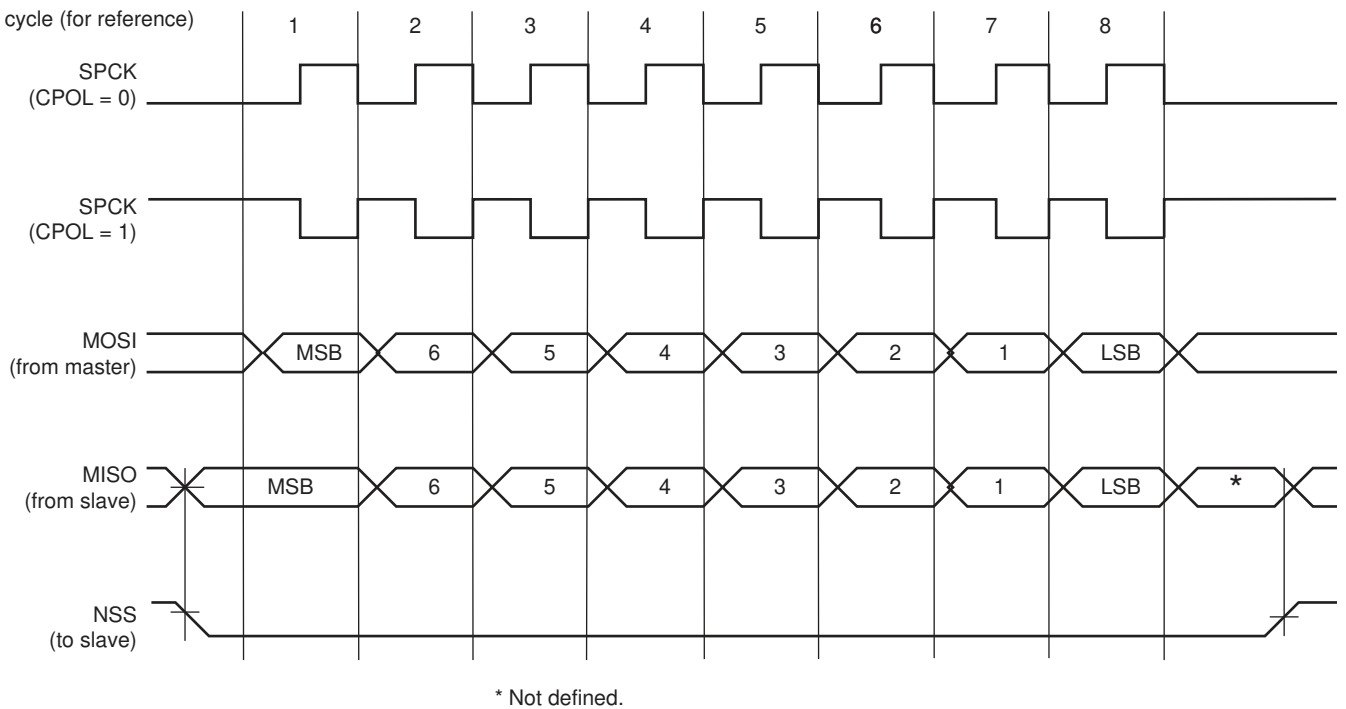 cycle (for reference) 1 2 3 4 5 6 7 8
SPCK
(CPOL = 0)
SPCK
(CPOL = 1)
MOSI
(from master)
MSB 6 5 4 3 2 1 LSB
MISO
(from slave)
MSB 6 5 4 3 2 1 LSB *
NSS
(to slave)
* Not defined.